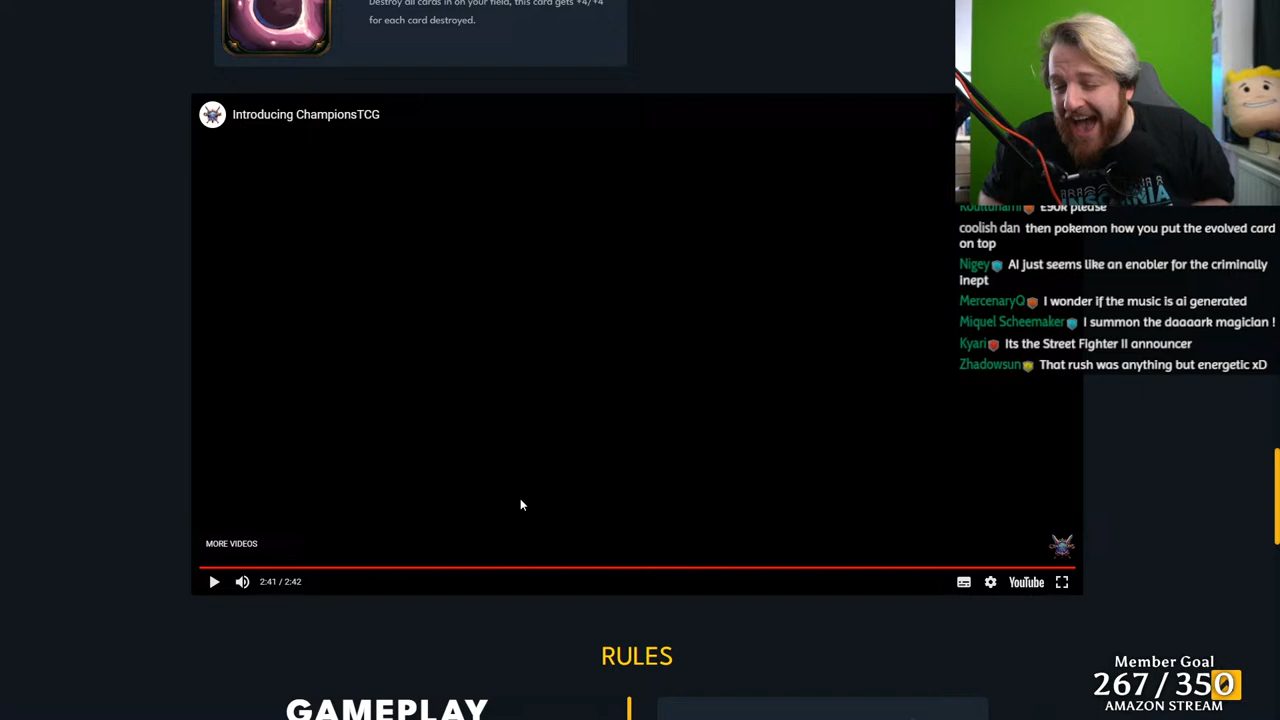 Destroy all cards in on your field, this card gets +4/+4
for each card destroyed.
Introducing ChampionsTCG
INSOMNIA
Kouttunami E90k please
coolish dan then pokemon how you put the evolved card
on top
Nigey AI just seems like an enabler for the criminally
inept
MercenaryQ I wonder if the music is ai generated
Miquel Scheemaker I summon the daaaark magician !
Kyari Its the Street Fighter II announcer
Zhadowsun That rush was anything but energetic xD
MORE VIDEOS
2:41 / 2:42
YouTube
RULES
GAMEPLAY
Member Goal
267/350
AMAZON STREAM